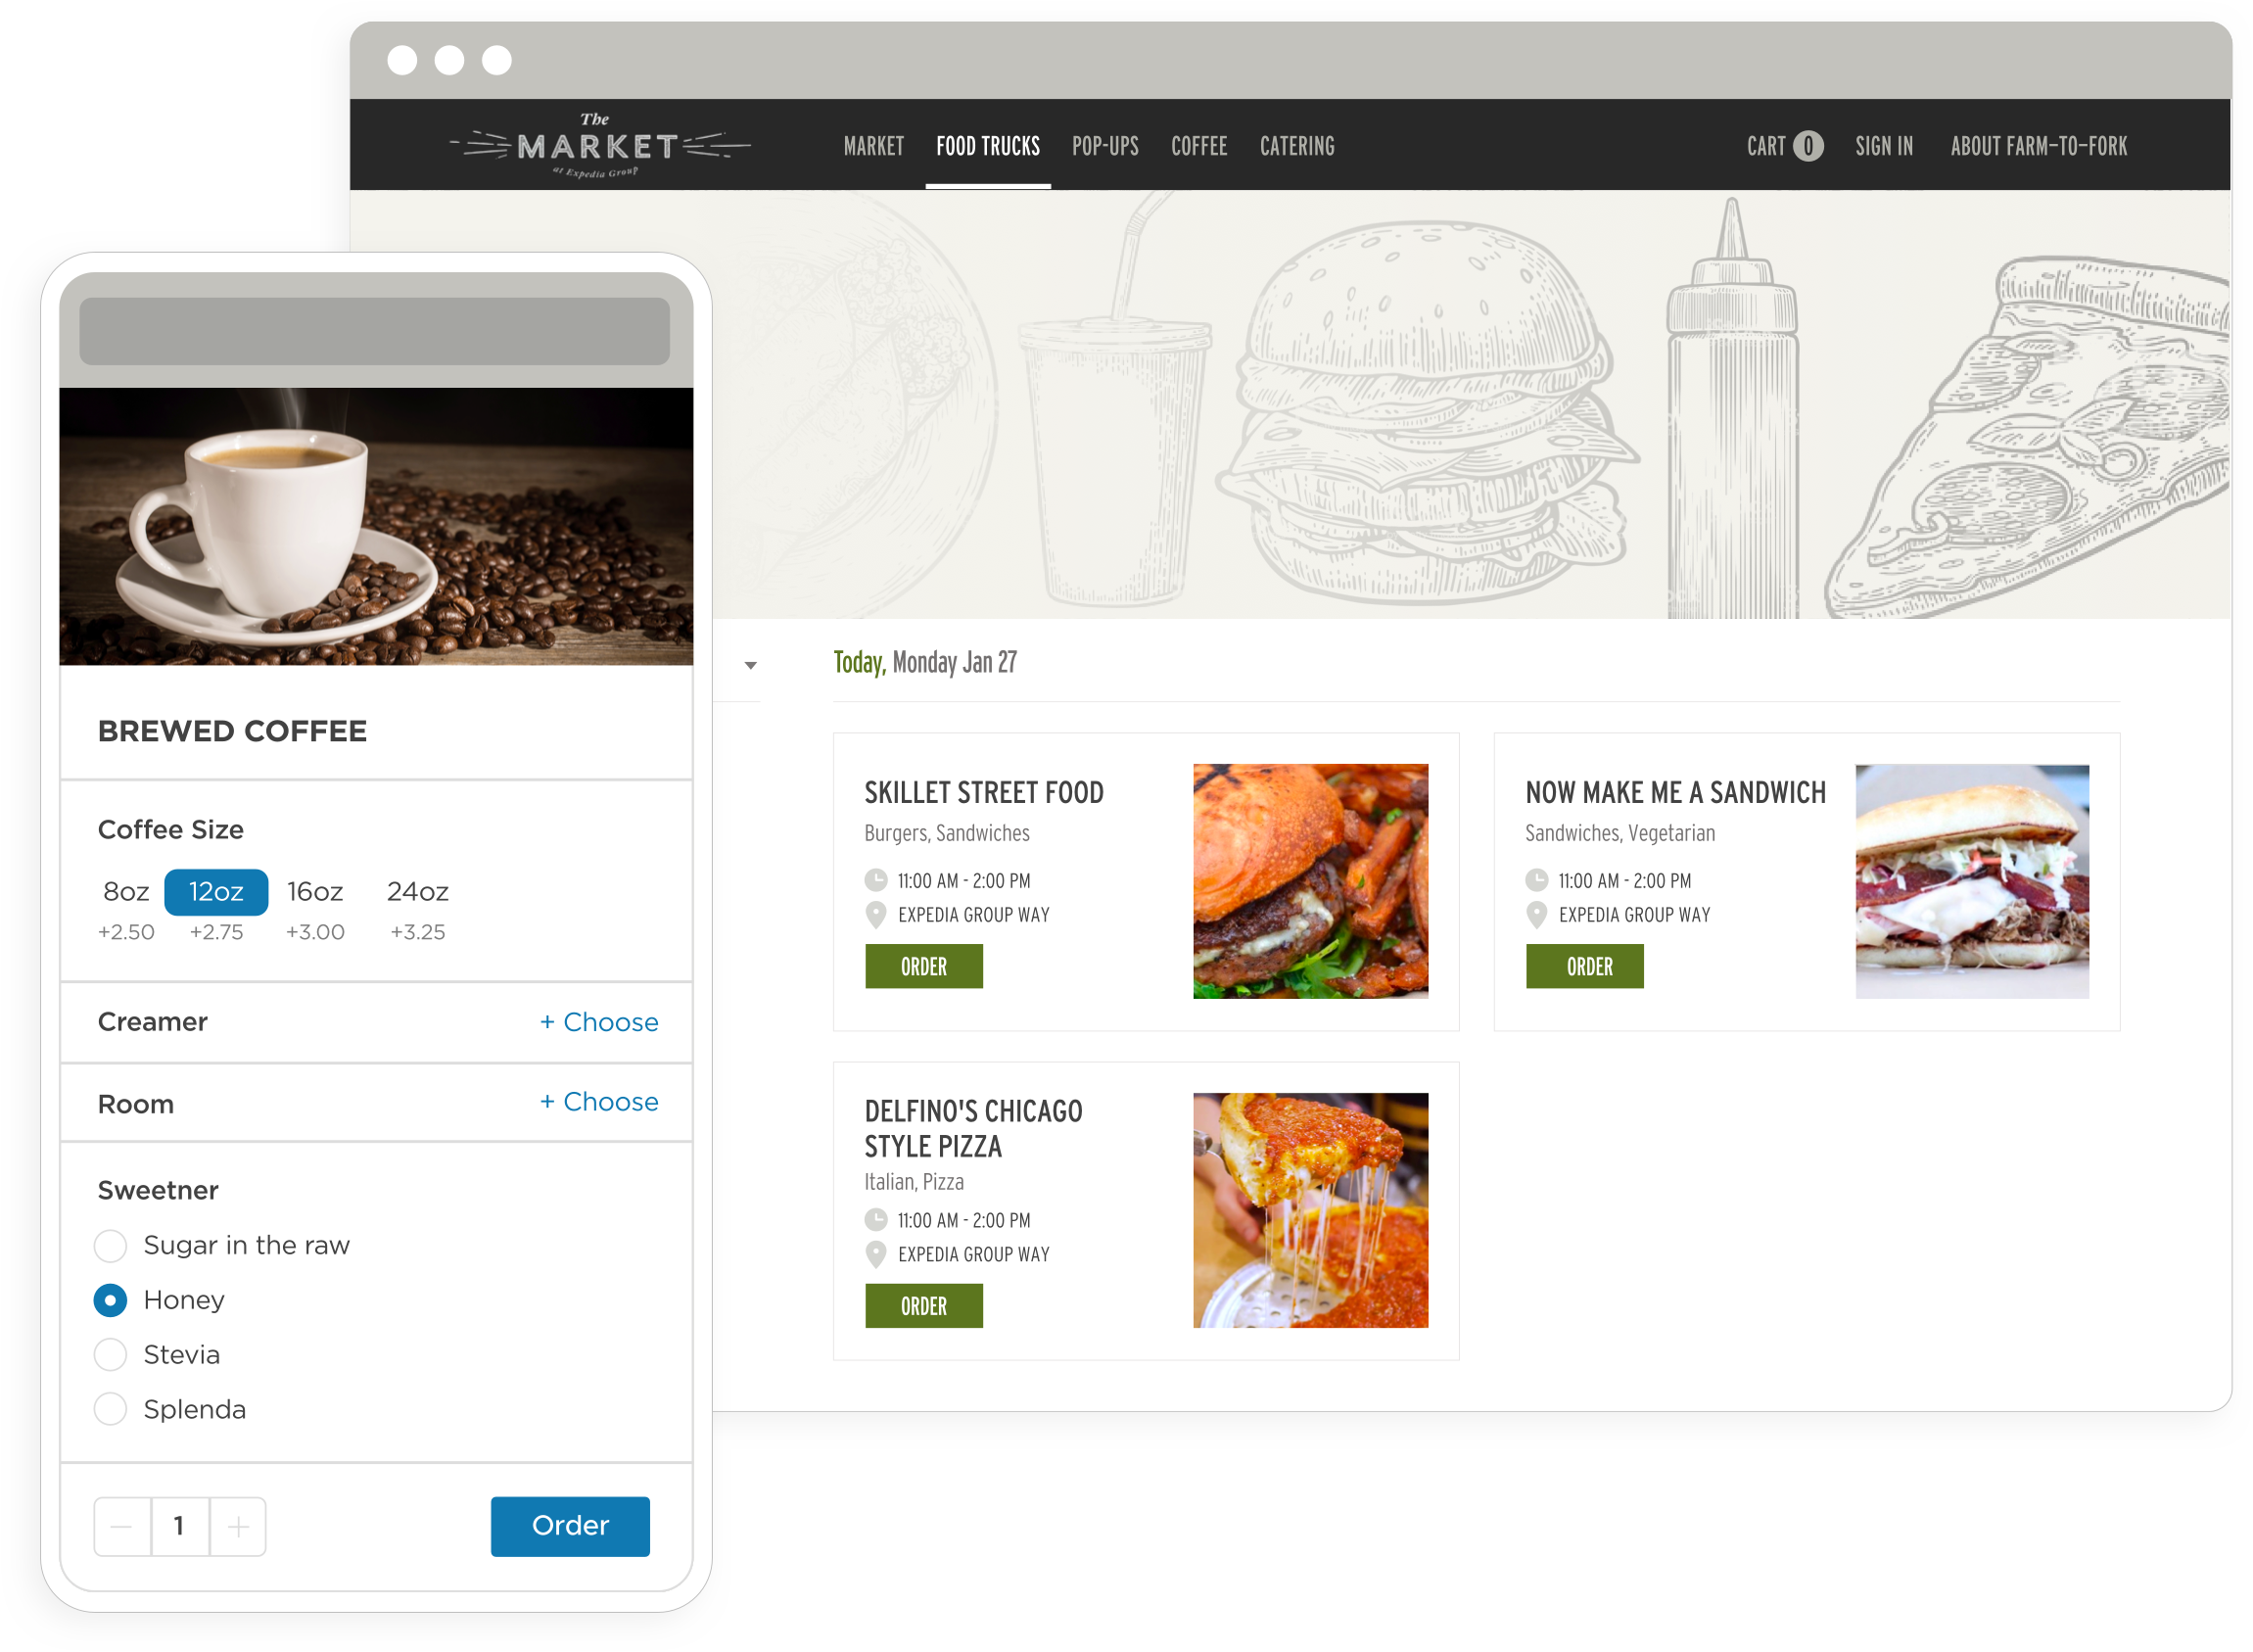 The
MARKET
at Expedia Group
MARKET FOOD TRUCKS POP-UPS COFFEE CATERING
CART 0 SIGN IN ABOUT FARM-TO-FORK
Today, Monday Jan 27
SKILLET STREET FOOD
Burgers, Sandwiches
11:00 AM - 2:00 PM
EXPEDIA GROUP WAY
ORDER
NOW MAKE ME A SANDWICH
Sandwiches, Vegetarian
11:00 AM - 2:00 PM
EXPEDIA GROUP WAY
ORDER
DELFINO'S CHICAGO
STYLE PIZZA
Italian, Pizza
11:00 AM - 2:00 PM
EXPEDIA GROUP WAY
ORDER
BREWED COFFEE
Coffee Size
8oz 12oz 16oz 24oz
+2.50 +2.75 +3.00 +3.25
Creamer + Choose
Room + Choose
Sweetner
Sugar in the raw
Honey
Stevia
Splenda
1
Order